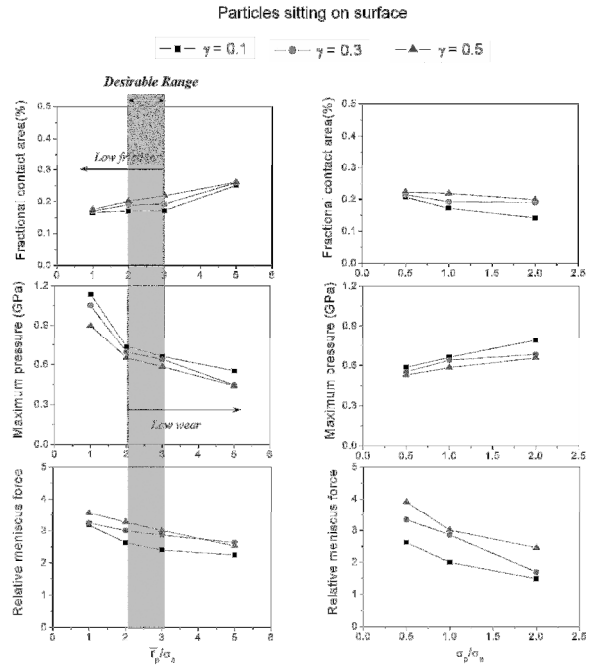 Particles sitting on surface
γ = 0.1 γ = 0.3 γ = 0.5
Desirable Range
Fractional contact area(%)
0.5
0.4
0.3
0.2
0.1
0.0
Low friction
0 1 2 3 4 5 6
Fractional contact area(%)
0.5
0.4
0.3
0.2
0.1
0.0
0.0 0.5 1.0 1.5 2.0 2.5
Maximum pressure (GPa)
1.2
0.9
0.6
0.3
0.0
Low wear
0 1 2 3 4 5 6
Maximum pressure (GPa)
1.2
0.9
0.6
0.3
0.0
0.0 0.5 1.0 1.5 2.0 2.5
Relative meniscus force
5
4
3
2
1
0
0 1 2 3 4 5 6
Relative meniscus force
5
4
3
2
1
0
0.0 0.5 1.0 1.5 2.0 2.5